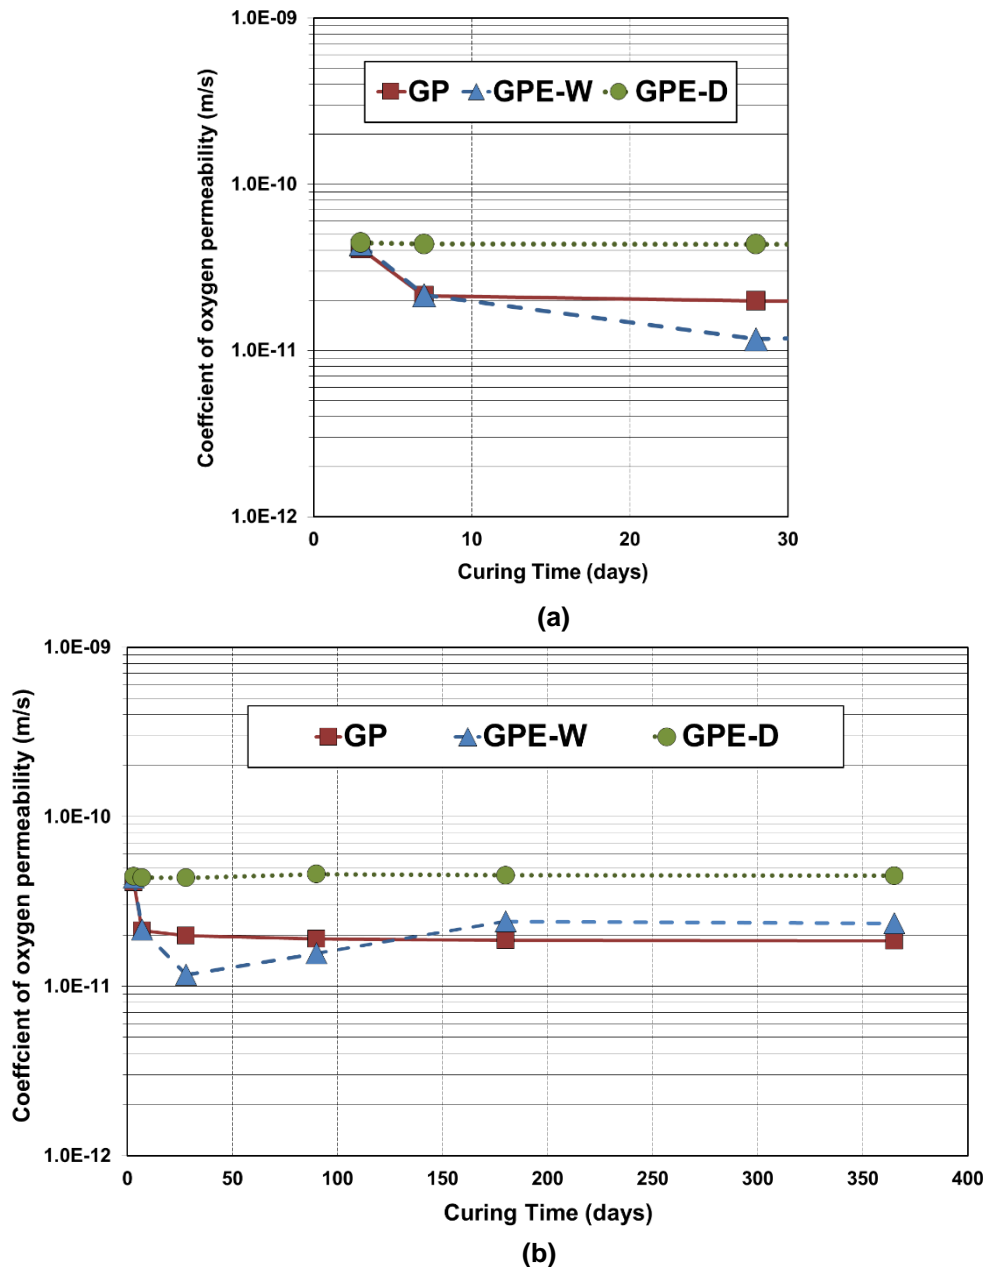 1.0E-09
GP GPE-W GPE-D
1.0E-10
1.0E-11
1.0E-12
Coeffcient of oxygen permeability (m/s)
0 10 20 30
Curing Time (days)
(a)
1.0E-09
GP GPE-W GPE-D
1.0E-10
1.0E-11
1.0E-12
Coeffcient of oxygen permeability (m/s)
0 50 100 150 200 250 300 350 400
Curing Time (days)
(b)